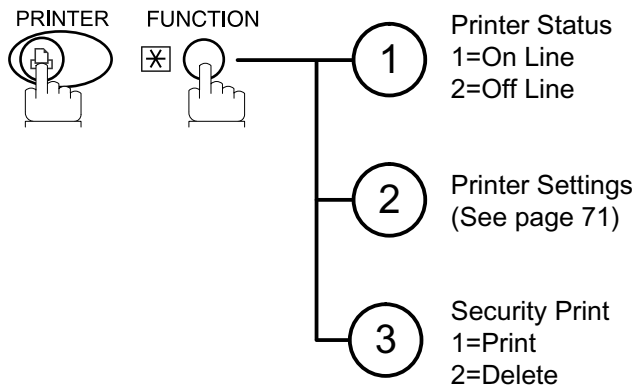 PRINTER FUNCTION
1
Printer Status
1=On Line
2=Off Line
2
Printer Settings
(See page 71)
3
Security Print
1=Print
2=Delete